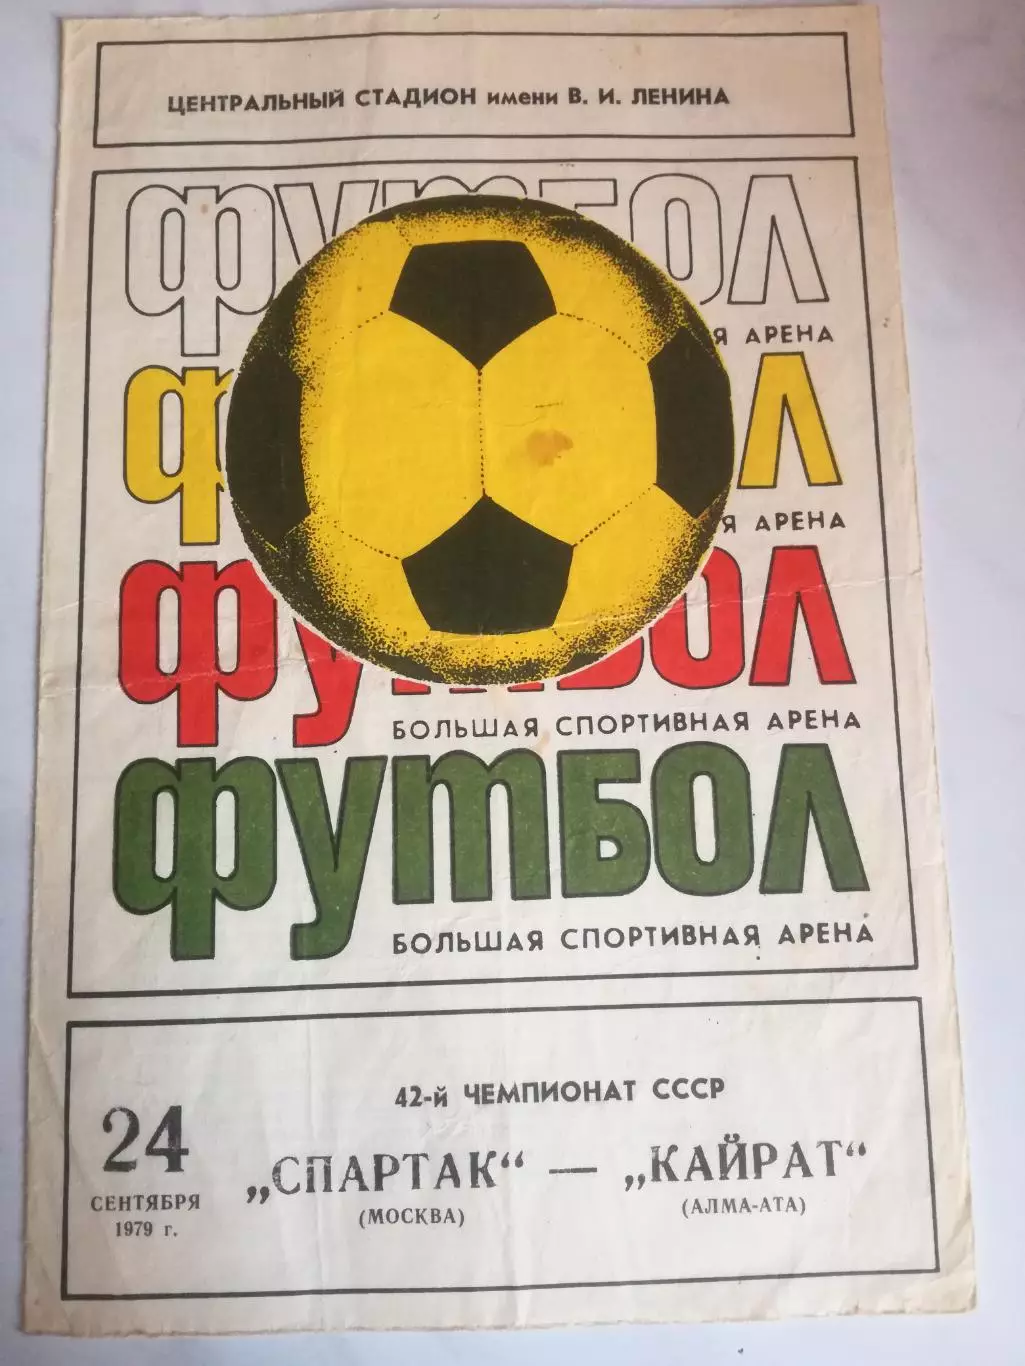 ЦЕНТРАЛЬНЫЙ СТАДИОН имени В. И. ЛЕНИНА
ФУТБОЛ
Я АРЕНА
Ф Л
Я АРЕНА
ФУТБОЛ
БОЛЬШАЯ СПОРТИВНАЯ АРЕНА
ФУТБОЛ
БОЛЬШАЯ СПОРТИВНАЯ АРЕНА
42-й ЧЕМПИОНАТ СССР
24
СЕНТЯБРЯ
1979 г.
„СПАРТАК“ — „КАЙРАТ“
(МОСКВА) (АЛМА-АТА)